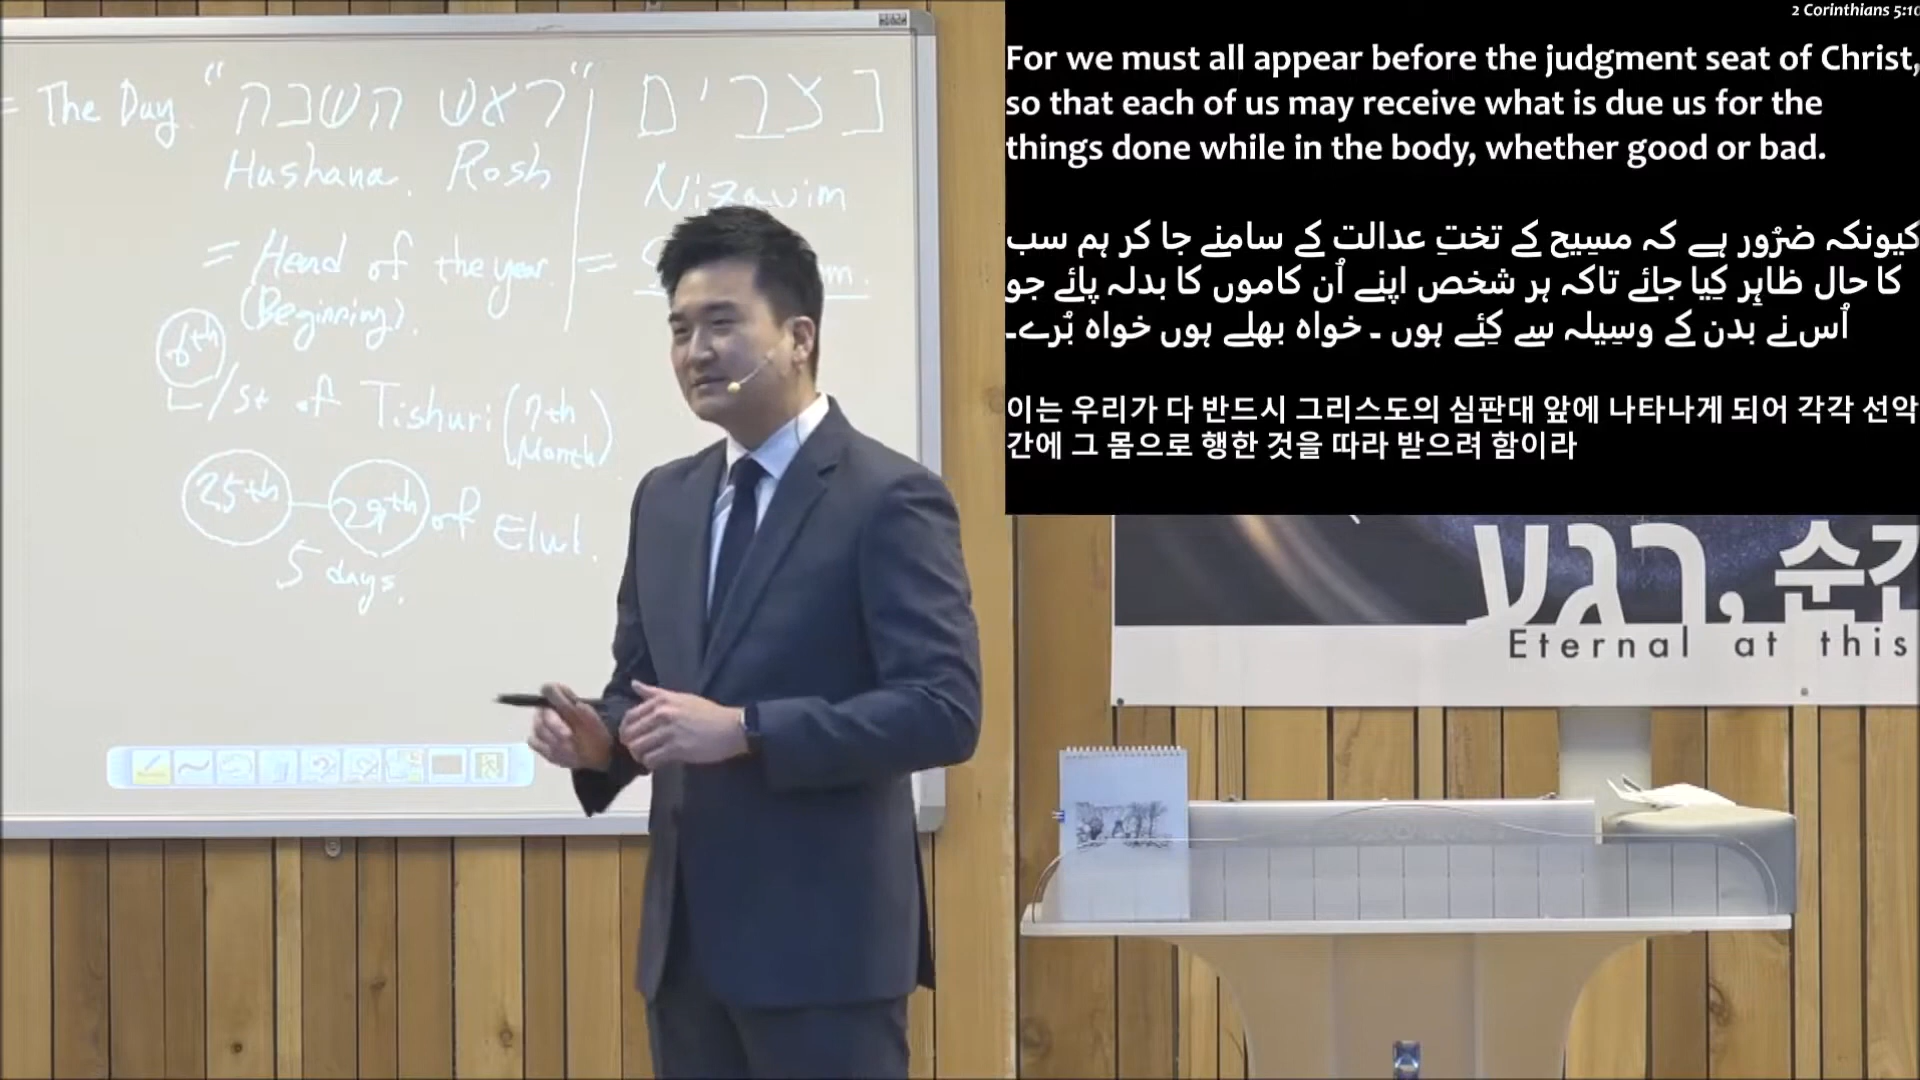 = The Day "ראש השנה" נצבים
Hashana. Rosh
Nizavim
= Head of the year. =
(Beginning).
6th
1st of Tishuri (7th Month)
25th — 29th of Elul.
5 days.
2 Corinthians 5:10
For we must all appear before the judgment seat of Christ,
so that each of us may receive what is due us for the
things done while in the body, whether good or bad.
کیونکہ ضرُور ہے کہ مسِیح کے تختِ عدالت کے سامنے جا کر ہم سب
کا حال ظاہِر کِیا جائے تاکہ ہر شخص اپنے اُن کاموں کا بدلہ پائے جو
اُس نے بدن کے وسِیلہ سے کِئے ہوں ۔ خواہ بھلے ہوں خواہ بُرے۔
이는 우리가 다 반드시 그리스도의 심판대 앞에 나타나게 되어 각각 선악
간에 그 몸으로 행한 것을 따라 받으려 함이라
רגע, 순간
Eternal at this